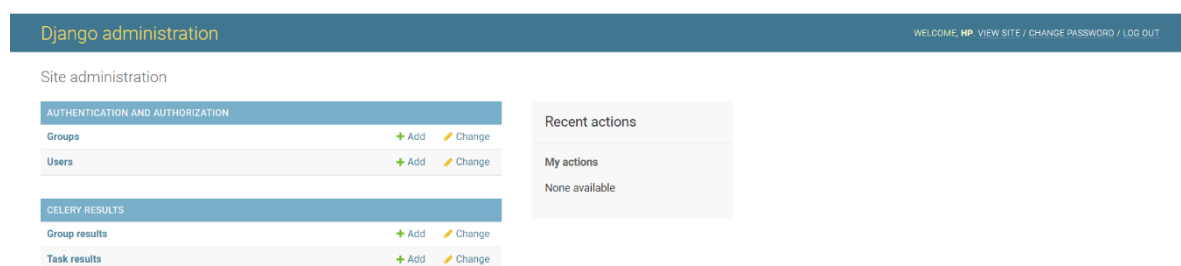 Django administration
WELCOME, HP. VIEW SITE / CHANGE PASSWORD / LOG OUT
Site administration
AUTHENTICATION AND AUTHORIZATION
Groups + Add Change
Users + Add Change
CELERY RESULTS
Group results + Add Change
Task results + Add Change
Recent actions
My actions
None available